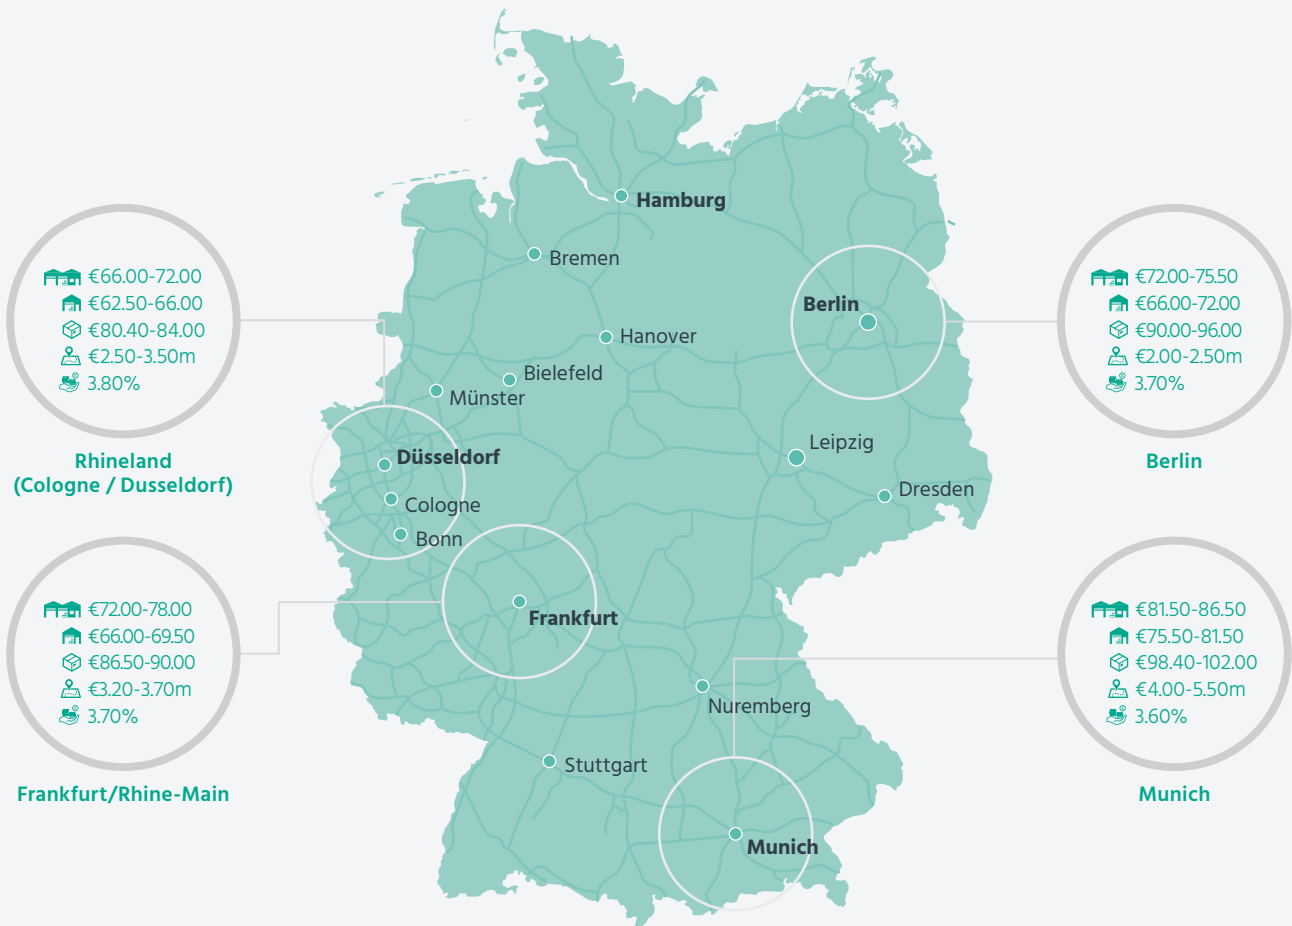 Hamburg
Bremen
Berlin
Hanover
Bielefeld
Münster
Leipzig
Düsseldorf
Dresden
Cologne
Bonn
Frankfurt
Nuremberg
Stuttgart
Munich
€66.00-72.00
€62.50-66.00
€80.40-84.00
€2.50-3.50m
3.80%
Rhineland
(Cologne / Dusseldorf)
€72.00-78.00
€66.00-69.50
€86.50-90.00
€3.20-3.70m
3.70%
Frankfurt/Rhine-Main
€72.00-75.50
€66.00-72.00
€90.00-96.00
€2.00-2.50m
3.70%
Berlin
€81.50-86.50
€75.50-81.50
€98.40-102.00
€4.00-5.50m
3.60%
Munich